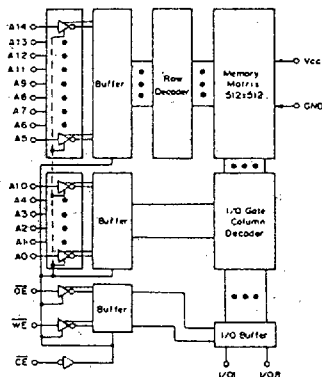 A14
A13
A12
A11
A9
A8
A7
A6
A5
Buffer
Row
Decoder
Memory
Matrix
512x512
Vcc
GND
A10
A4
A3
A2
A1
A0
Buffer
I/O Gate
Column
Decoder
OE
WE
CE
Buffer
I/O Buffer
I/O1
I/O8